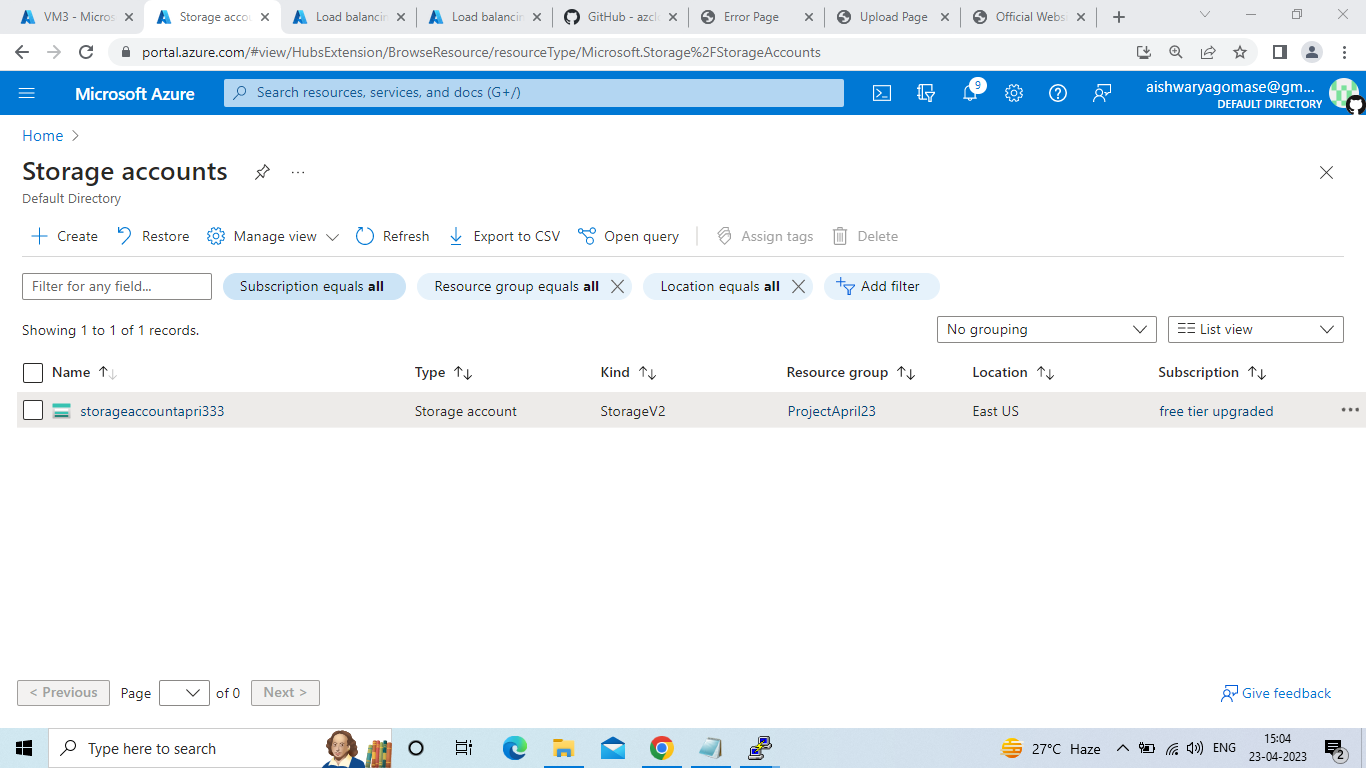 VM3 - Micros
Storage accou
Load balancin
Load balancin
GitHub - azclo
Error Page
Upload Page
Official Webs
portal.azure.com/#view/HubsExtension/BrowseResource/resourceType/Microsoft.Storage%2FStorageAccounts
Microsoft Azure
Search resources, services, and docs (G+/)
9
aishwaryagomase@gm...
DEFAULT DIRECTORY
Home
Storage accounts
Default Directory
Create
Restore
Manage view
Refresh
Export to CSV
Open query
Assign tags
Delete
Filter for any field...
Subscription equals all
Resource group equals all
Location equals all
Add filter
Showing 1 to 1 of 1 records.
No grouping
List view
Name
Type
Kind
Resource group
Location
Subscription
storageaccountapri333
Storage account
StorageV2
ProjectApril23
East US
free tier upgraded
< Previous
Page
of 0
Next >
Give feedback
Type here to search
27°C Haze
ENG
15:04
23-04-2023
2